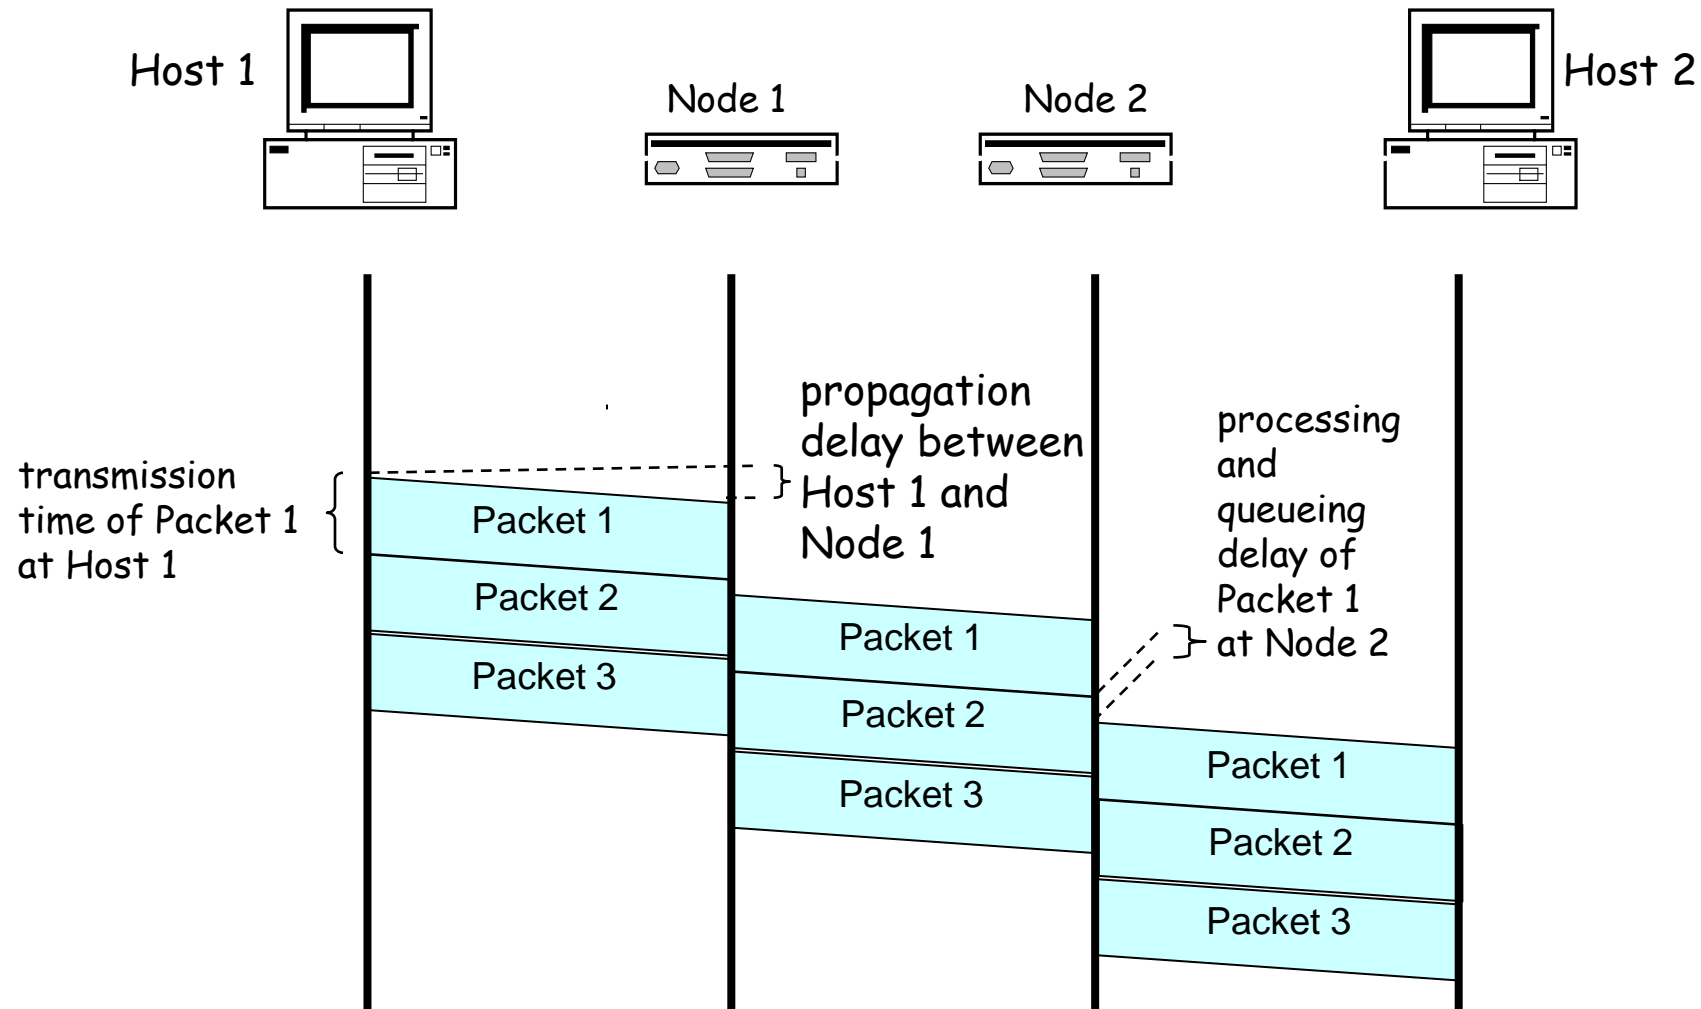 Host 1
Node 1
Node 2
Host 2
transmission
time of Packet 1
at Host 1
propagation
delay between
Host 1 and
Node 1
processing
and
queueing
delay of
Packet 1
at Node 2
Packet 1
Packet 2
Packet 3
Packet 1
Packet 2
Packet 3
Packet 1
Packet 2
Packet 3